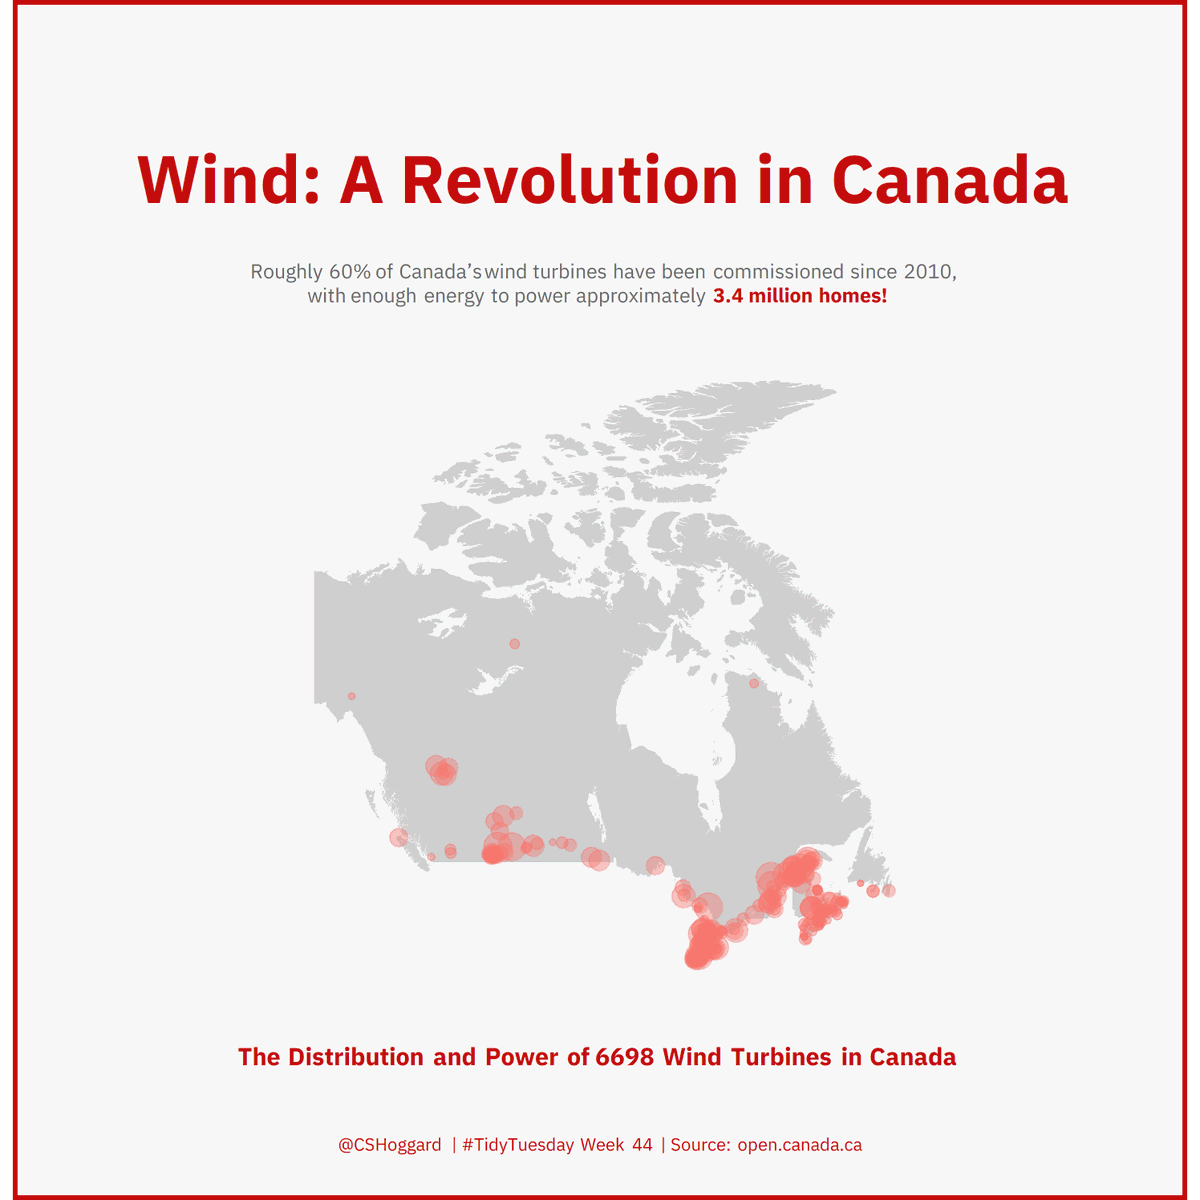 Wind: A Revolution in Canada
Roughly 60% of Canada's wind turbines have been commissioned since 2010,
with enough energy to power approximately 3.4 million homes!
The Distribution and Power of 6698 Wind Turbines in Canada
@CSHoggard | #TidyTuesday Week 44 | Source: open.canada.ca